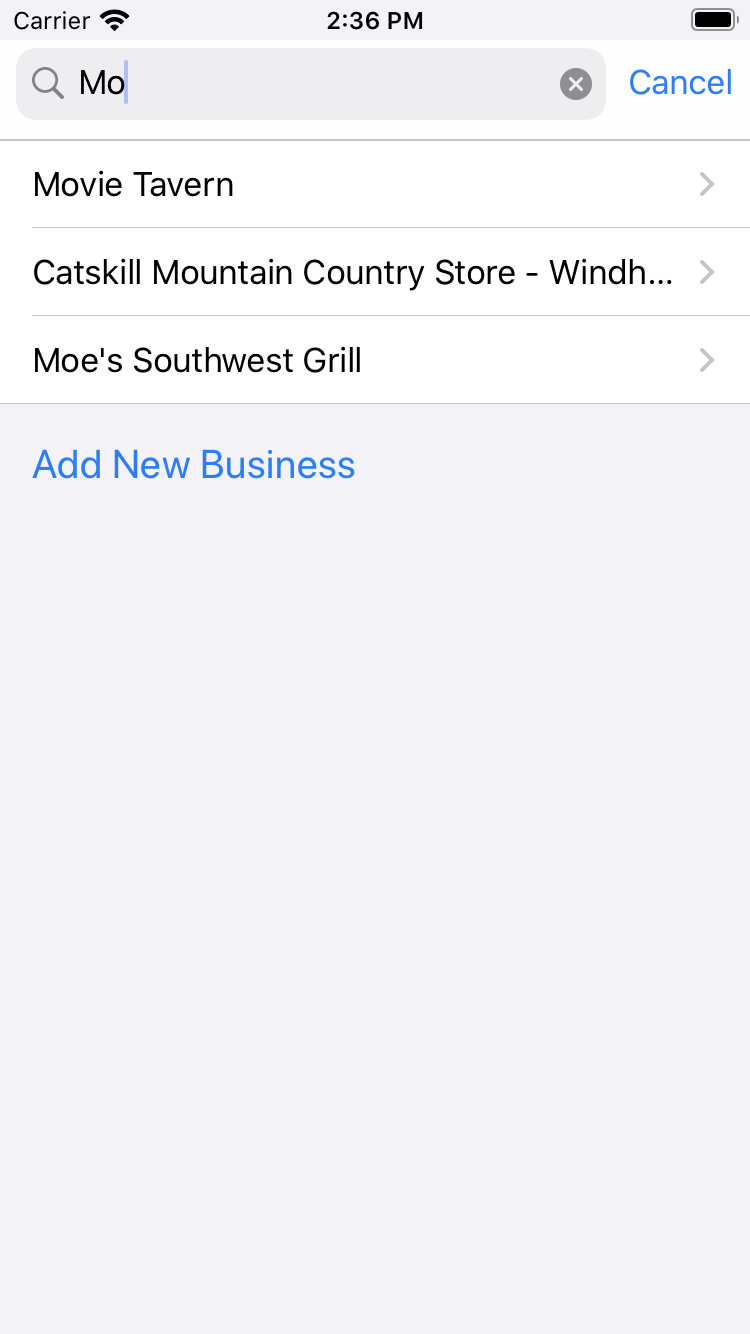 Carrier 2:36 PM
Mo Cancel
Movie Tavern
Catskill Mountain Country Store - Windh...
Moe's Southwest Grill
Add New Business